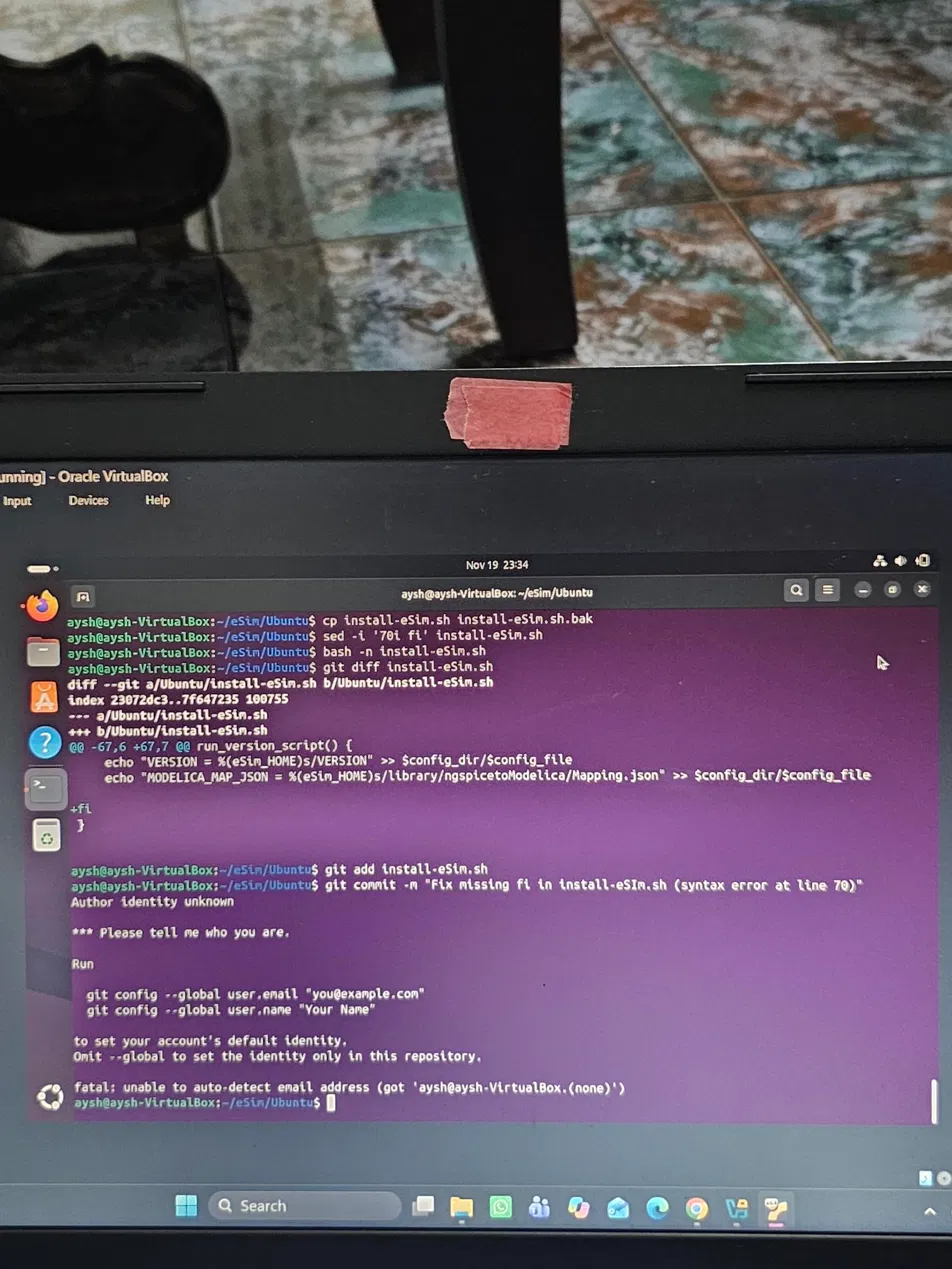 unning] - Oracle VirtualBox
Input Devices Help
Nov 19 23:34
aysh@aysh-VirtualBox: ~/eSim/Ubuntu
aysh@aysh-VirtualBox:~/eSim/Ubuntu$ cp install-eSim.sh install-eSim.sh.bak
aysh@aysh-VirtualBox:~/eSim/Ubuntu$ sed -i '70i fi' install-eSim.sh
aysh@aysh-VirtualBox:~/eSim/Ubuntu$ bash -n install-eSim.sh
aysh@aysh-VirtualBox:~/eSim/Ubuntu$ git diff install-eSim.sh
diff --git a/Ubuntu/install-eSim.sh b/Ubuntu/install-eSim.sh
index 23072dc3..7f647235 100755
--- a/Ubuntu/install-eSim.sh
+++ b/Ubuntu/install-eSim.sh
@@ -67,6 +67,7 @@ run_version_script() {
echo "VERSION = %(eSim_HOME)s/VERSION" >> $config_dir/$config_file
echo "MODELICA_MAP_JSON = %(eSim_HOME)s/library/ngspicetoModelica/Mapping.json" >> $config_dir/$config_file
+fi
}
aysh@aysh-VirtualBox:~/eSim/Ubuntu$ git add install-eSim.sh
aysh@aysh-VirtualBox:~/eSim/Ubuntu$ git commit -m "Fix missing fi in install-eSIm.sh (syntax error at line 70)"
Author identity unknown
*** Please tell me who you are.
Run
git config --global user.email "you@example.com"
git config --global user.name "Your Name"
to set your account's default identity.
Omit --global to set the identity only in this repository.
fatal: unable to auto-detect email address (got 'aysh@aysh-VirtualBox.(none)')
aysh@aysh-VirtualBox:~/eSim/Ubuntu$
Search